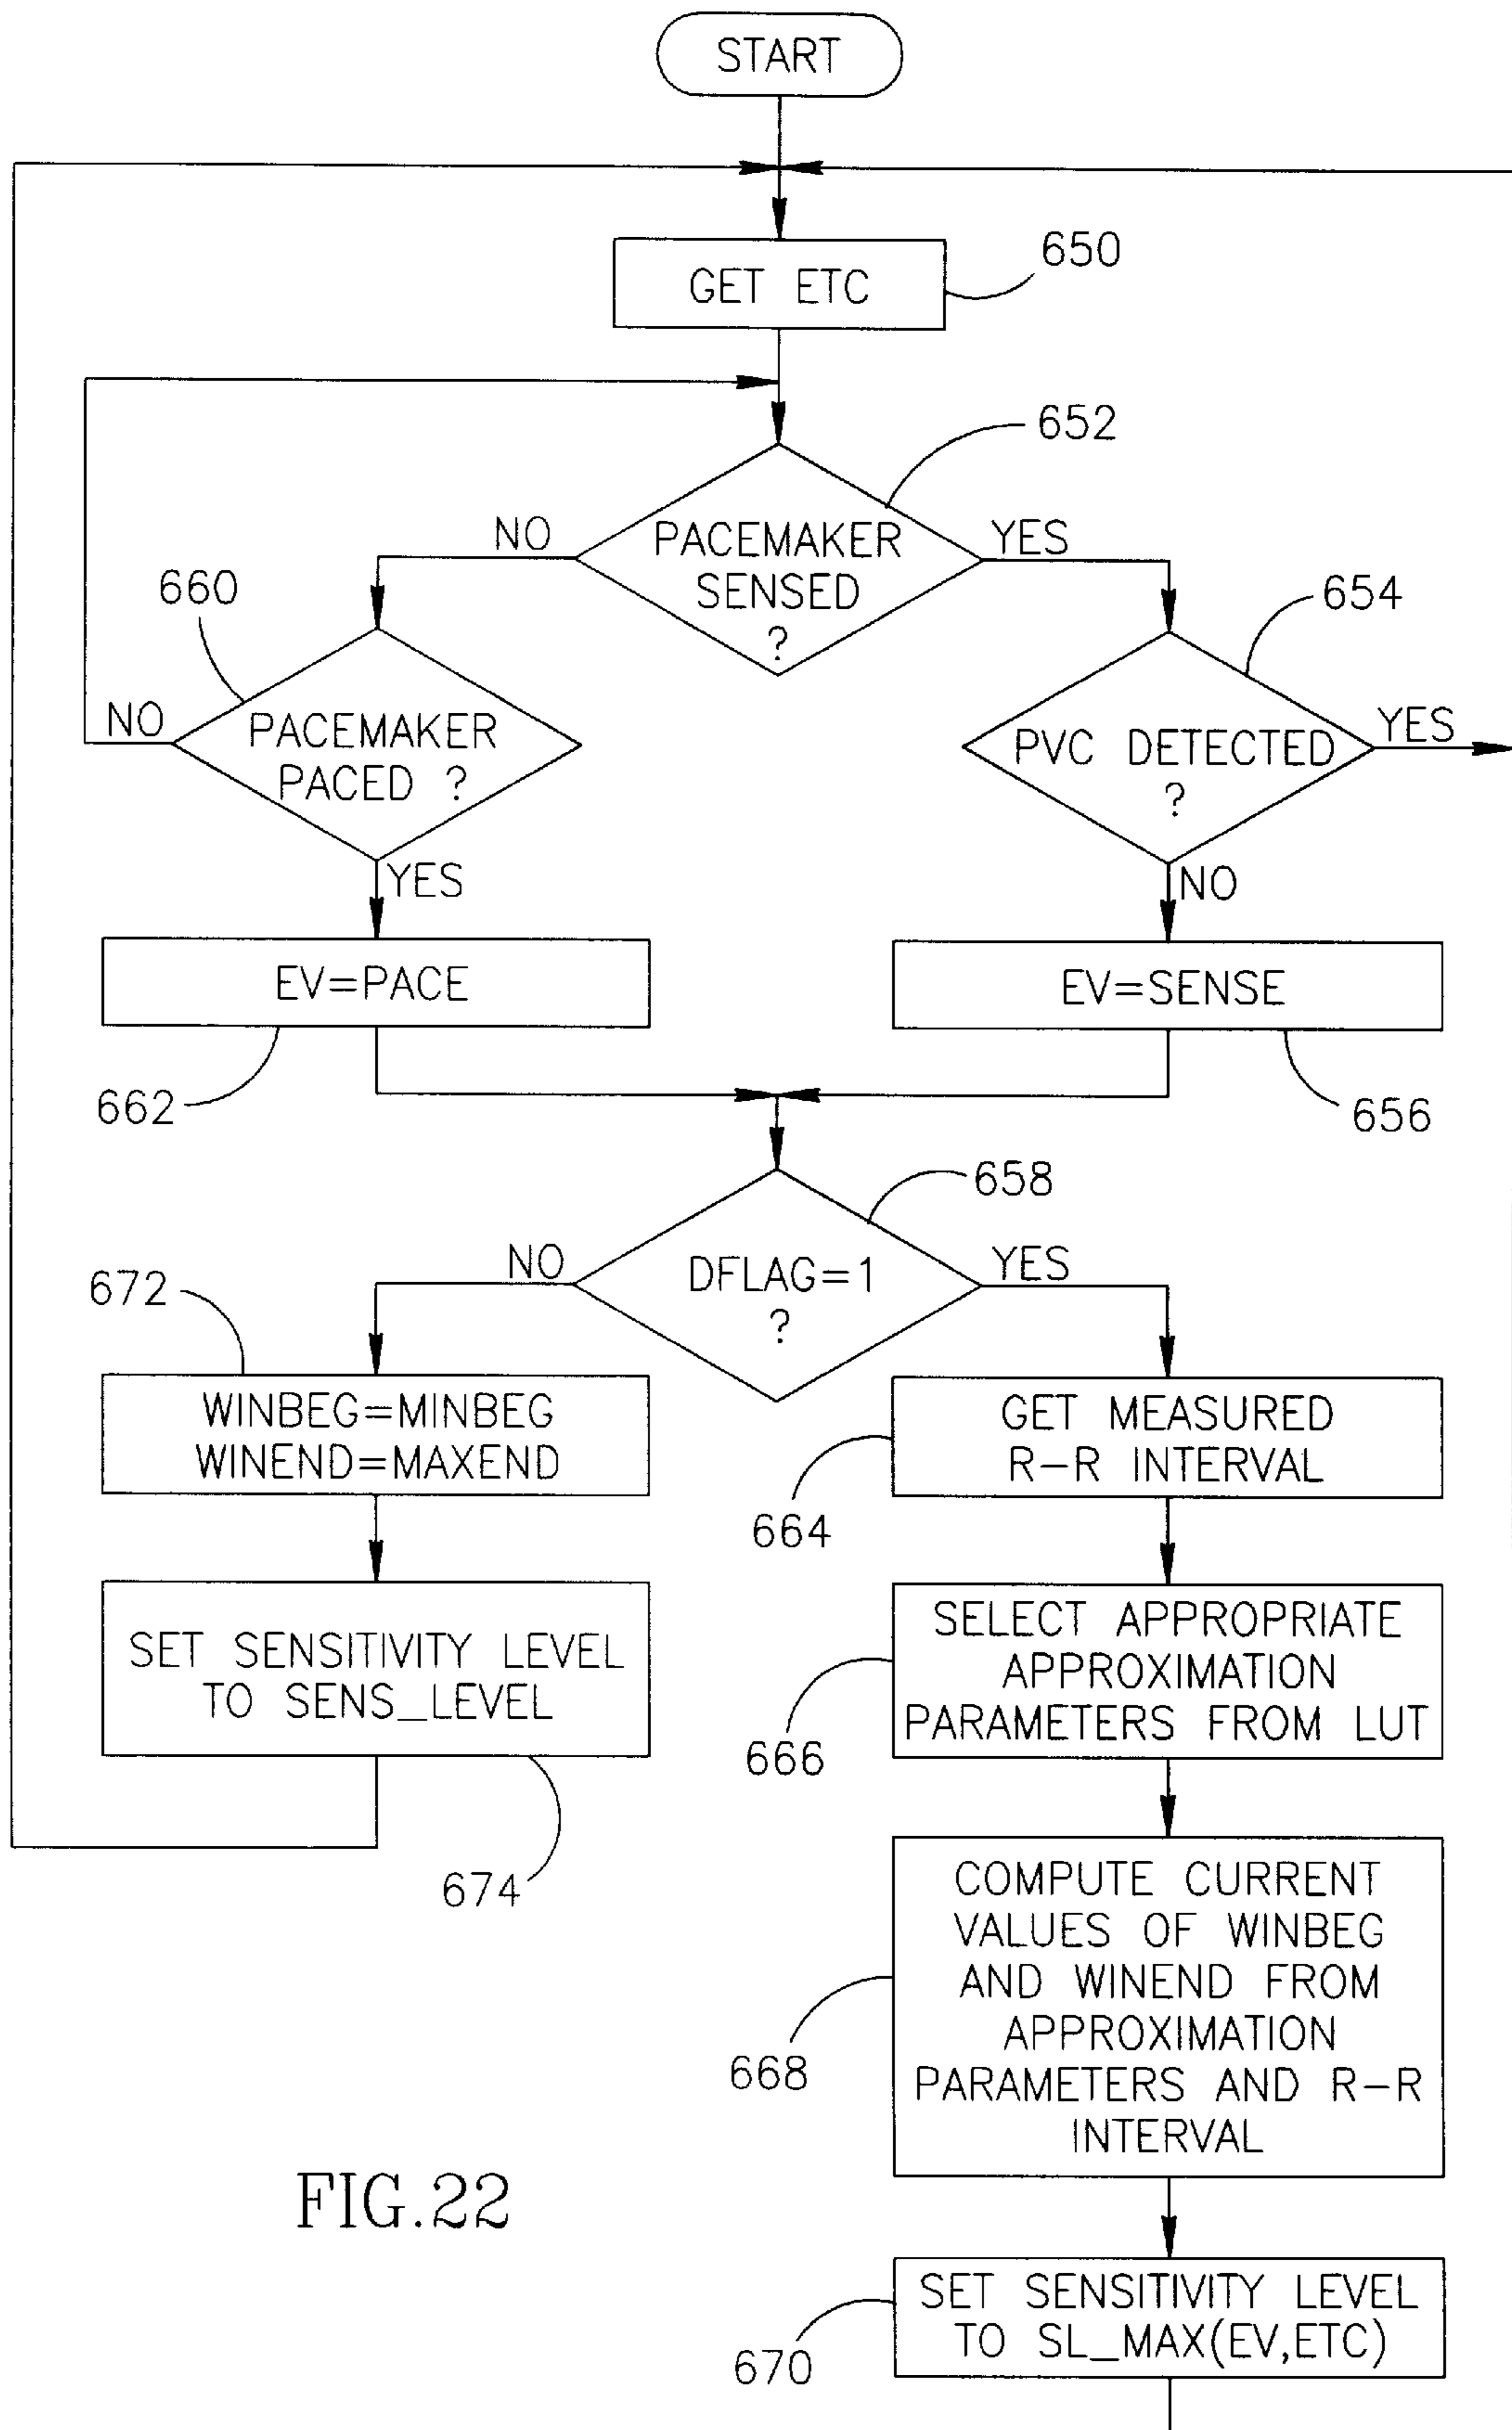 START
650
GET ETC
652
NO
PACEMAKER
SENSED
?
YES
660
654
NO
PACEMAKER
PACED ?
PVC DETECTED
?
YES
YES
NO
EV=PACE
EV=SENSE
662
656
658
NO
DFLAG=1
?
YES
672
WINBEG=MINBEG
WINEND=MAXEND
GET MEASURED
R-R INTERVAL
664
SET SENSITIVITY LEVEL
TO SENS_LEVEL
SELECT APPROPRIATE
APPROXIMATION
PARAMETERS FROM LUT
666
674
COMPUTE CURRENT
VALUES OF WINBEG
AND WINEND FROM
APPROXIMATION
PARAMETERS AND R-R
INTERVAL
668
FIG.22
SET SENSITIVITY LEVEL
TO SL_MAX(EV,ETC)
670